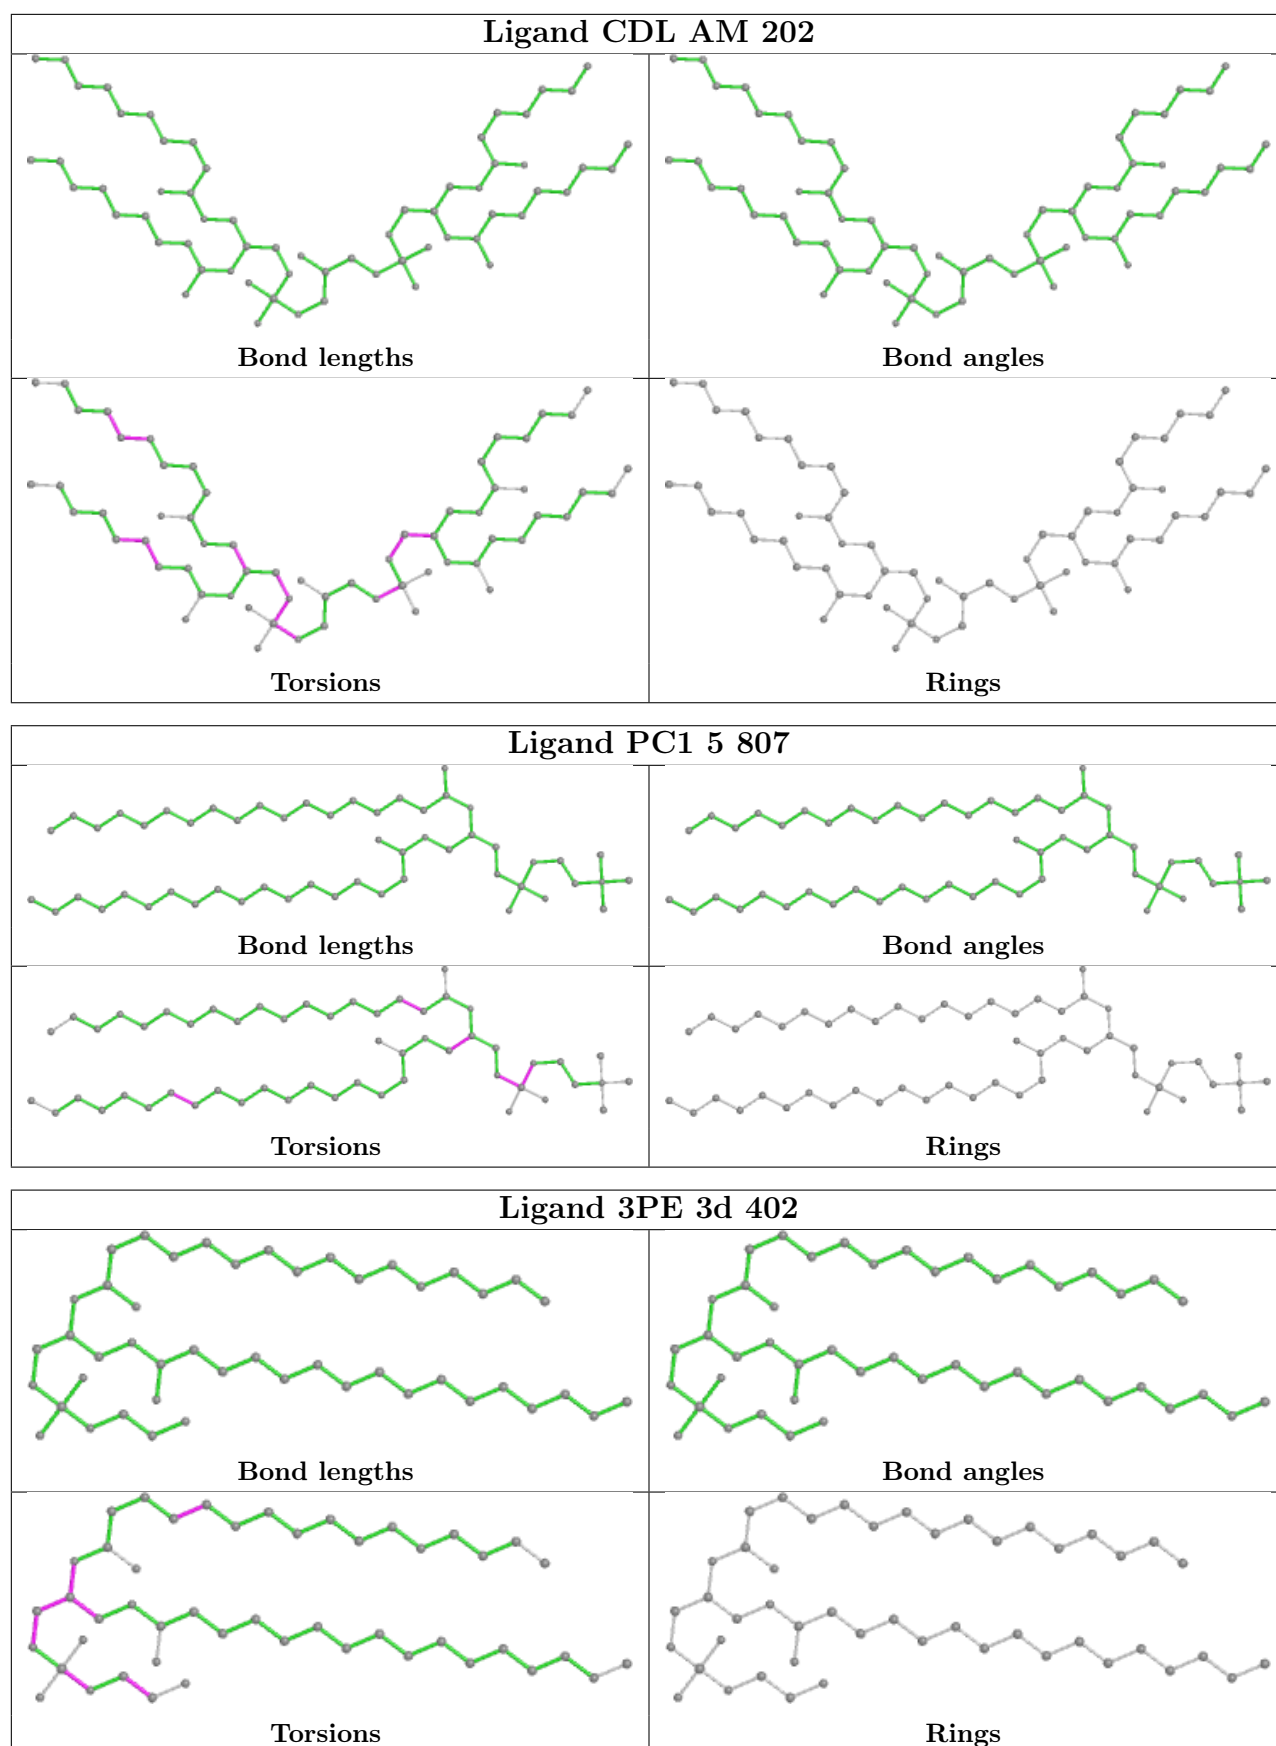 Ligand CDL AM 202
Bond lengths
Bond angles
Torsions
Rings
Ligand PC1 5 807
Bond lengths
Bond angles
Torsions
Rings
Ligand 3PE 3d 402
Bond lengths
Bond angles
Torsions
Rings